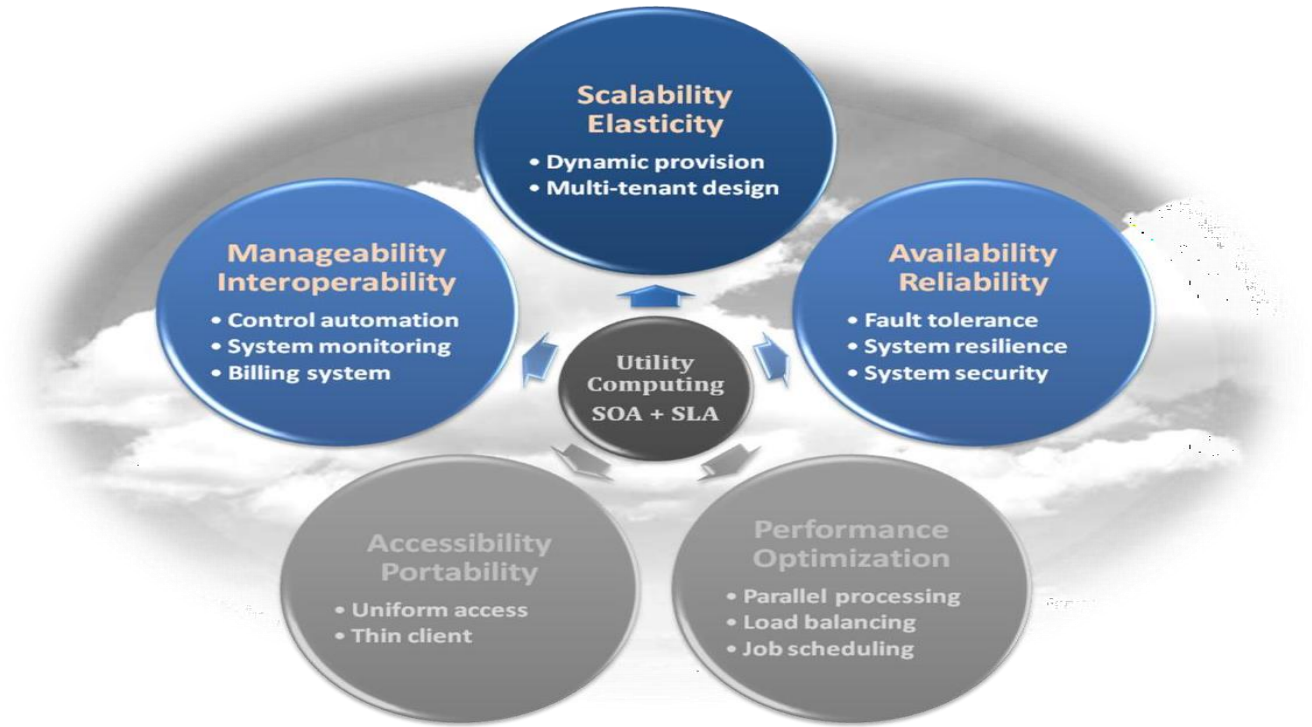 Scalability
Elasticity
• Dynamic provision
• Multi-tenant design
Manageability
Interoperability
• Control automation
• System monitoring
• Billing system
Availability
Reliability
• Fault tolerance
• System resilience
• System security
Utility
Computing
SOA + SLA
Accessibility
Portability
• Uniform access
• Thin client
Performance
Optimization
• Parallel processing
• Load balancing
• Job scheduling